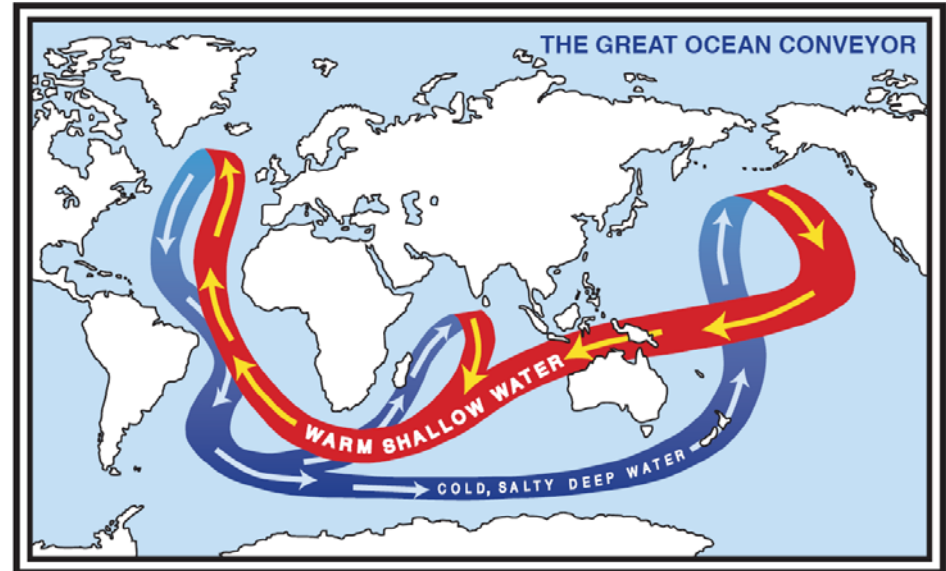 THE GREAT OCEAN CONVEYOR
WARM SHALLOW WATER
COLD, SALTY DEEP WATER